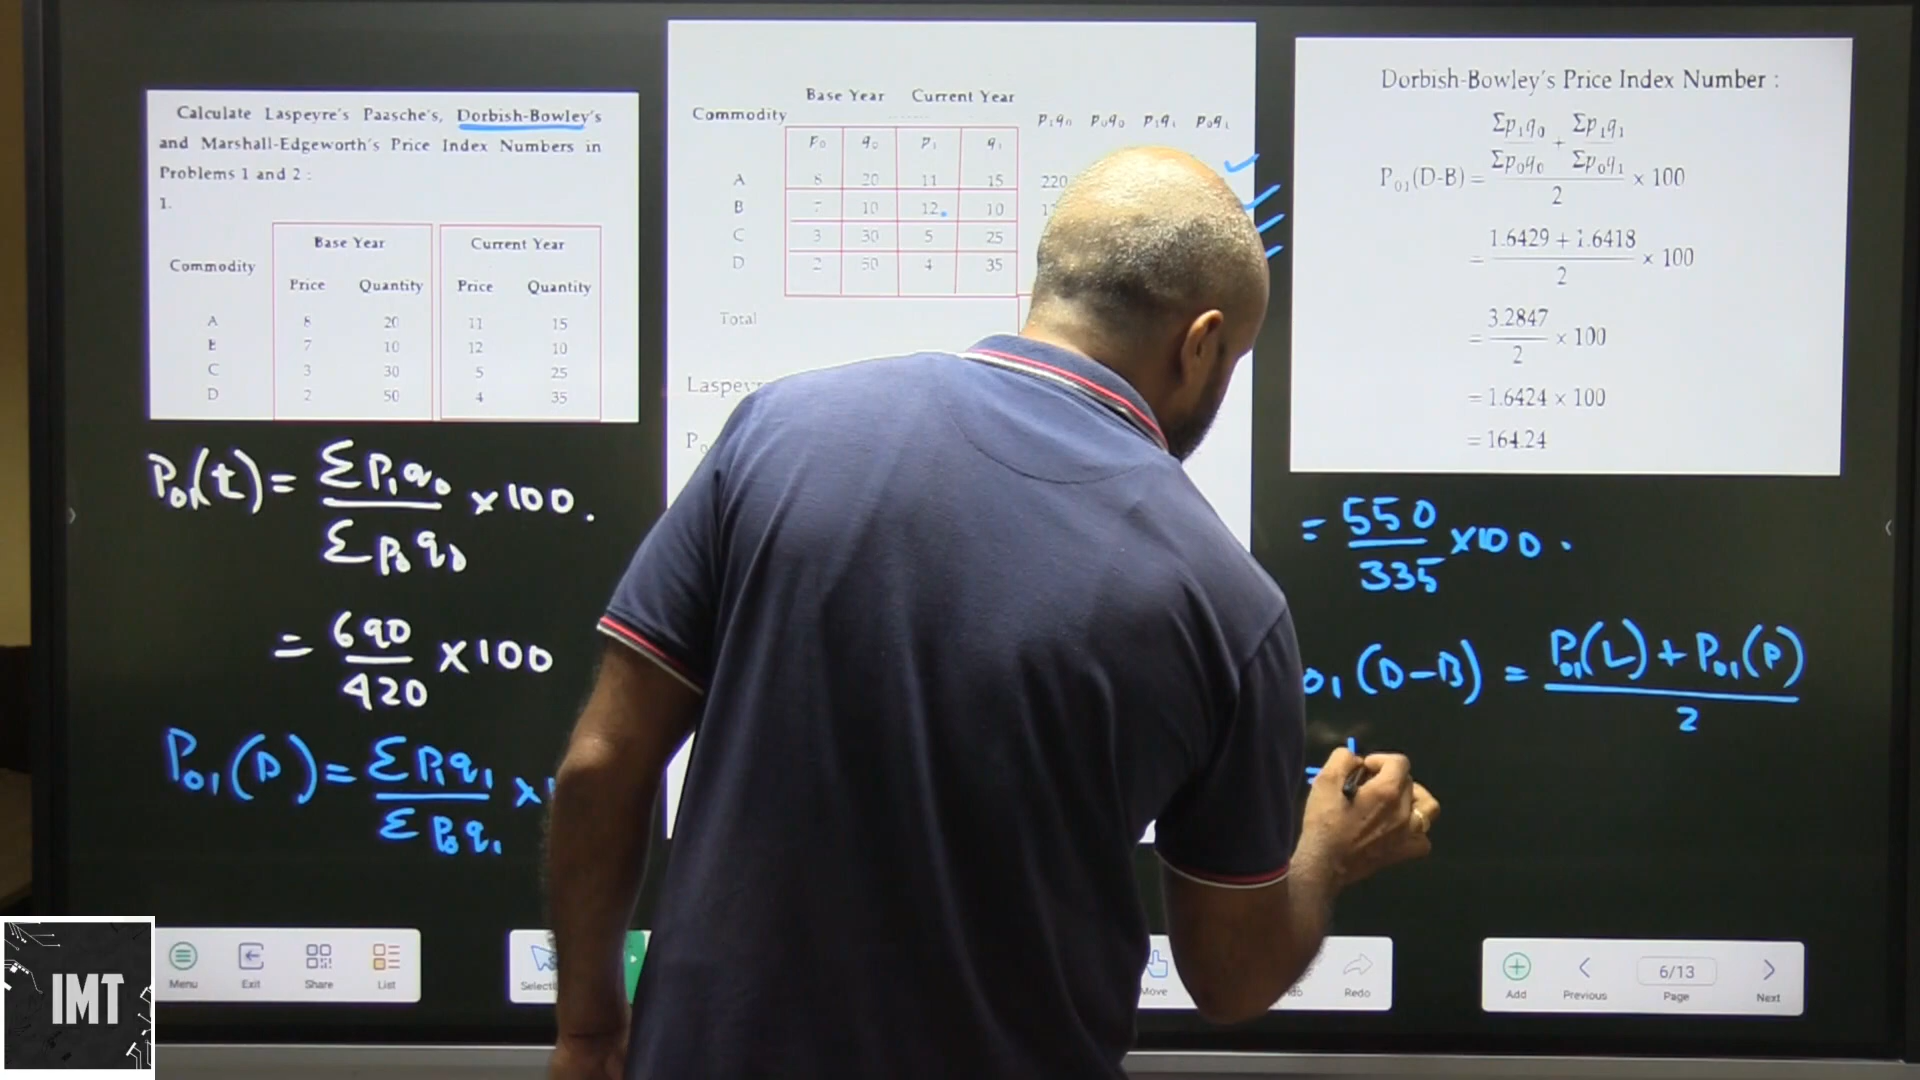 Calculate Laspeyre's Paasche's, Dorbish-Bowley's
and Marshall-Edgeworth's Price Index Numbers in
Problems 1 and 2 :
1.
Base Year Current Year
Commodity
Price Quantity Price Quantity
A 8 20 11 15
B 7 10 12 10
C 3 30 5 25
D 2 50 4 35
P₀₁(t) = Σp₁q₀ / Σp₀q₀ × 100.
= 690 / 420 × 100
P₀₁(P) = Σp₁q₁ / Σp₀q₁ ×
Base Year Current Year
Commodity p₁q₀ p₀q₀ p₁q₁ p₀q₁
p₀ q₀ p₁ q₁
A 8 20 11 15 220
B 7 10 12 10
C 3 30 5 25
D 2 50 4 35
Total
Dorbish-Bowley's Price Index Number :
P₀₁(D-B) = (Σp₁q₀ / Σp₀q₀ + Σp₁q₁ / Σp₀q₁) / 2 × 100
= (1.6429 + 1.6418) / 2 × 100
= 3.2847 / 2 × 100
= 1.6424 × 100
= 164.24
= 550 / 335 × 100.
01 (D-B) = (P₀₁(L) + P₀₁(P)) / 2
=
IMT
Menu Exit Share List
Move Redo
Add Previous 6/13 Page Next